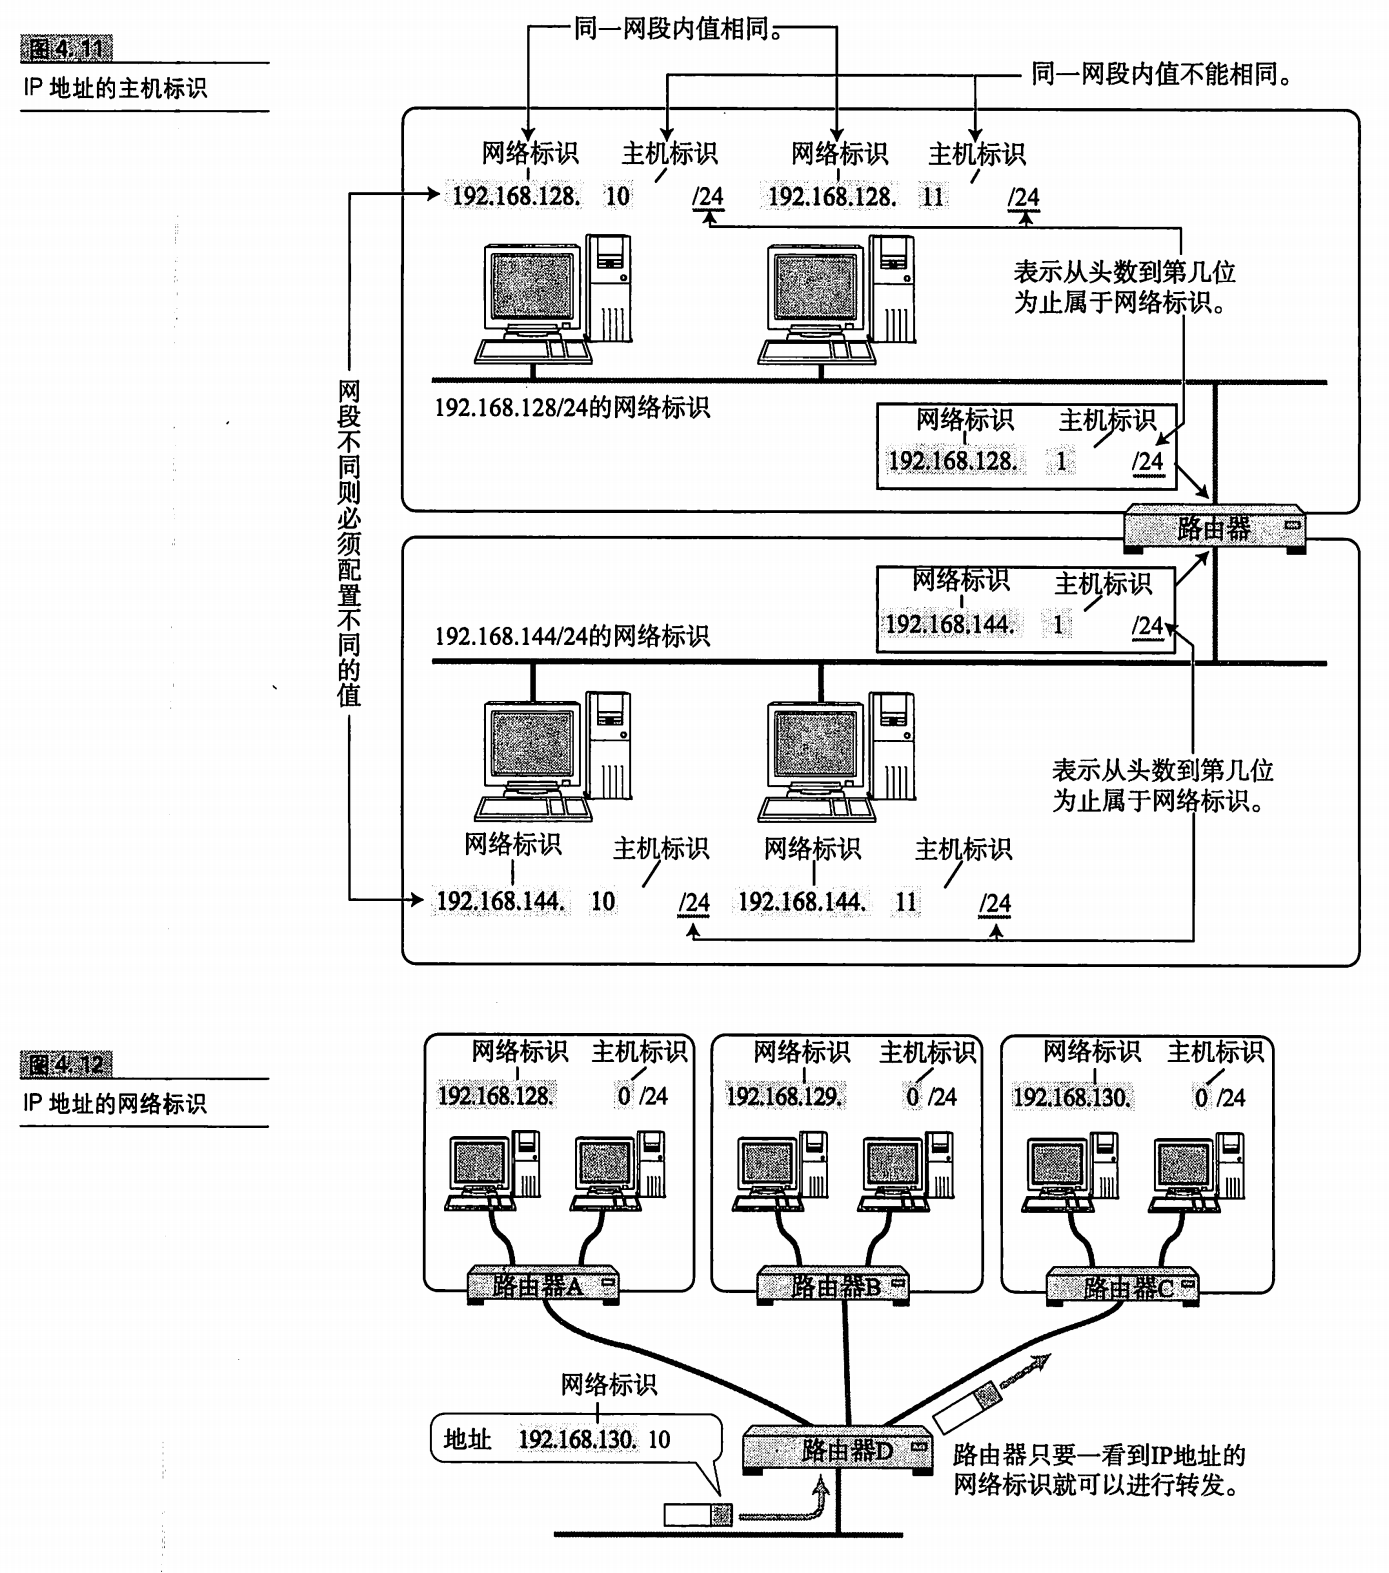 图4.11
IP 地址的主机标识
同一网段内值相同。
同一网段内值不能相同。
网络标识 主机标识 网络标识 主机标识
192.168.128. 10 /24 192.168.128. 11 /24
表示从头数到第几位
为止属于网络标识。
192.168.128/24的网络标识
网络标识 主机标识
192.168.128. 1 /24
路由器
网段不同则必须配置不同的值
网络标识 主机标识
192.168.144. 1 /24
192.168.144/24的网络标识
表示从头数到第几位
为止属于网络标识。
网络标识 主机标识 网络标识 主机标识
192.168.144. 10 /24 192.168.144. 11 /24
图4.12
IP 地址的网络标识
网络标识 主机标识
192.168.128. 0 /24
路由器A
网络标识 主机标识
192.168.129. 0 /24
路由器B
网络标识 主机标识
192.168.130. 0 /24
路由器C
网络标识
地址 192.168.130. 10
路由器D
路由器只要一看到IP地址的
网络标识就可以进行转发。